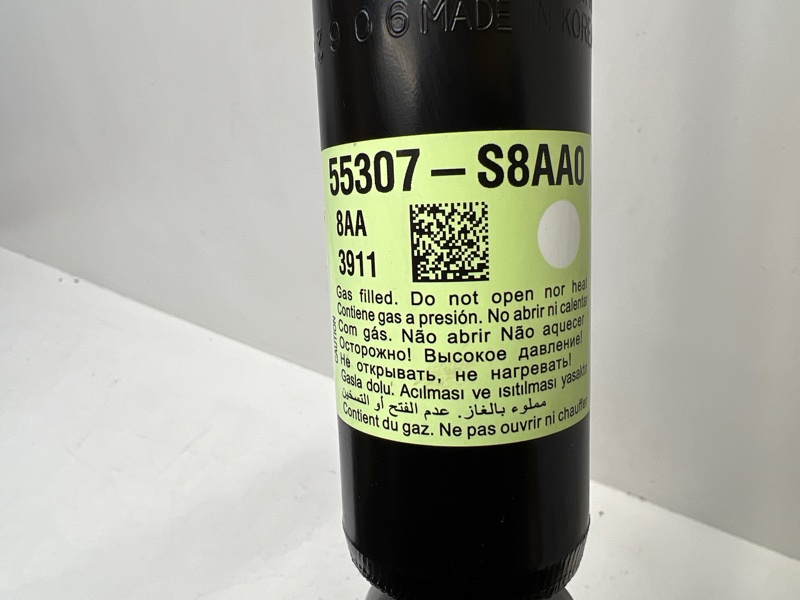 2906 MADE IN KORE
55307-S8AA0
8AA
3911
CAUTION
Gas filled. Do not open nor heat
Contiene gas a presión. No abrir ni calentar
Com gás. Não abrir Não aquecer
Осторожно! Высокое давление!
Не открывать, не нагревать!
Gasla dolu. Acılması ve ısıtılması yasaktır
مملوء بالغاز. عدم الفتح أو التسخين
Contient du gaz. Ne pas ouvrir ni chauffer